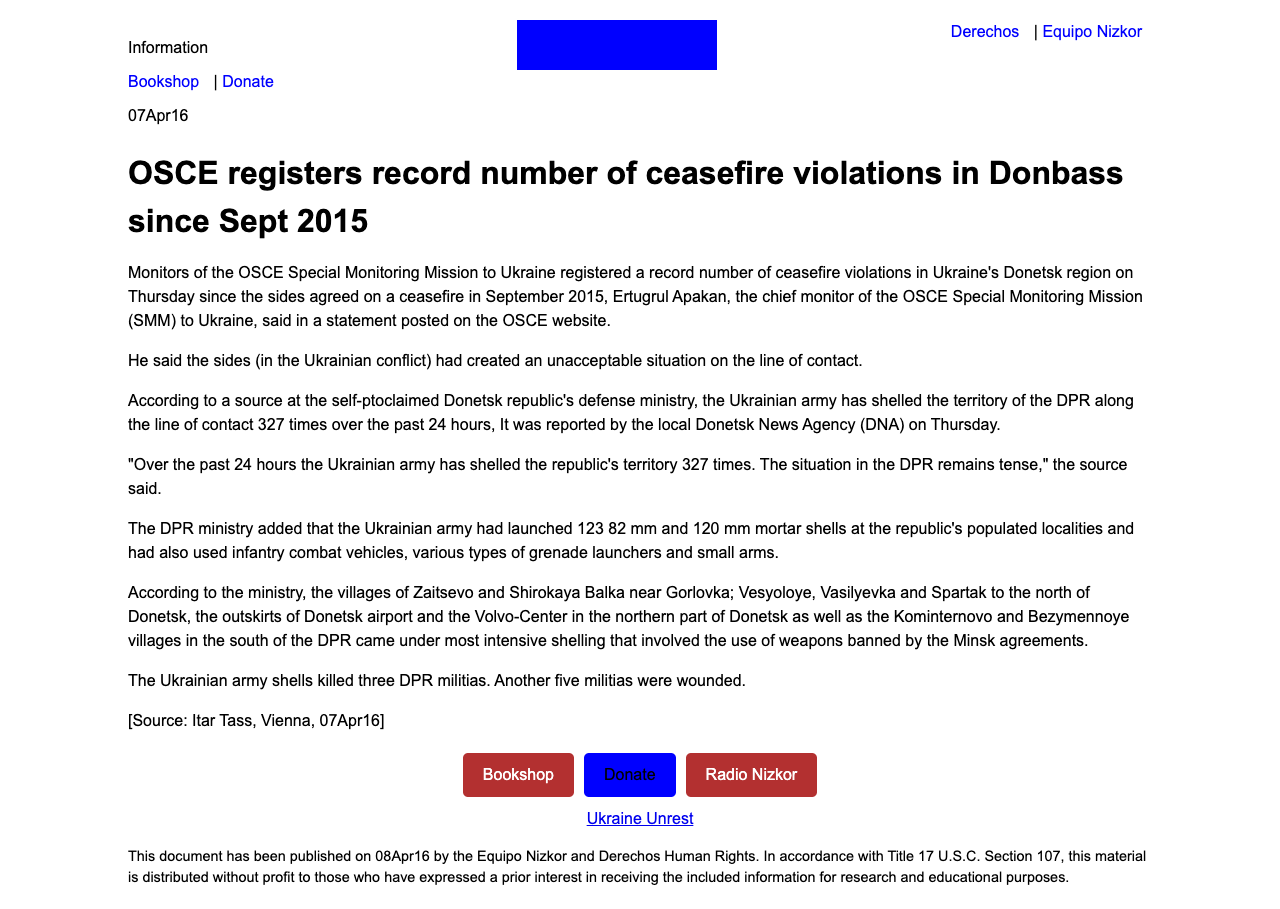 Information
Derechos | Equipo Nizkor
Bookshop | Donate
07Apr16
OSCE registers record number of ceasefire violations in Donbass
since Sept 2015
Monitors of the OSCE Special Monitoring Mission to Ukraine registered a record number of ceasefire violations in Ukraine's Donetsk region on
Thursday since the sides agreed on a ceasefire in September 2015, Ertugrul Apakan, the chief monitor of the OSCE Special Monitoring Mission
(SMM) to Ukraine, said in a statement posted on the OSCE website.
He said the sides (in the Ukrainian conflict) had created an unacceptable situation on the line of contact.
According to a source at the self-ptoclaimed Donetsk republic's defense ministry, the Ukrainian army has shelled the territory of the DPR along
the line of contact 327 times over the past 24 hours, It was reported by the local Donetsk News Agency (DNA) on Thursday.
"Over the past 24 hours the Ukrainian army has shelled the republic's territory 327 times. The situation in the DPR remains tense," the source
said.
The DPR ministry added that the Ukrainian army had launched 123 82 mm and 120 mm mortar shells at the republic's populated localities and
had also used infantry combat vehicles, various types of grenade launchers and small arms.
According to the ministry, the villages of Zaitsevo and Shirokaya Balka near Gorlovka; Vesyoloye, Vasilyevka and Spartak to the north of
Donetsk, the outskirts of Donetsk airport and the Volvo-Center in the northern part of Donetsk as well as the Kominternovo and Bezymennoye
villages in the south of the DPR came under most intensive shelling that involved the use of weapons banned by the Minsk agreements.
The Ukrainian army shells killed three DPR militias. Another five militias were wounded.
[Source: Itar Tass, Vienna, 07Apr16]
Bookshop Donate Radio Nizkor
Ukraine Unrest
This document has been published on 08Apr16 by the Equipo Nizkor and Derechos Human Rights. In accordance with Title 17 U.S.C. Section 107, this material
is distributed without profit to those who have expressed a prior interest in receiving the included information for research and educational purposes.